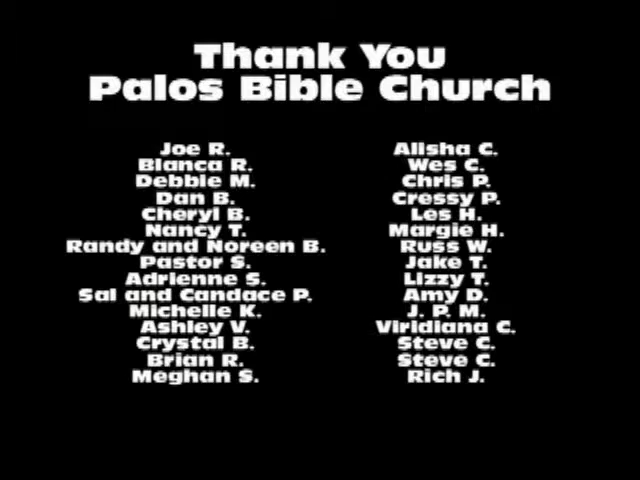 Thank You
Palos Bible Church
Joe R.
Blanca R.
Debbie M.
Dan B.
Cheryl B.
Nancy T.
Randy and Noreen B.
Pastor S.
Adrienne S.
Sal and Candace P.
Michelle K.
Ashley V.
Crystal B.
Brian R.
Meghan S.
Alisha C.
Wes C.
Chris P.
Cressy P.
Les H.
Margie H.
Russ W.
Jake T.
Lizzy T.
Amy D.
J. P. M.
Viridiana C.
Steve C.
Steve C.
Rich J.